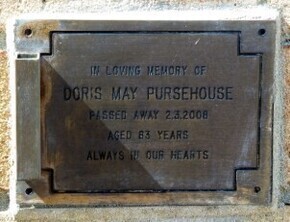 IN LOVING MEMORY OF
DORIS MAY PURSEHOUSE
PASSED AWAY 2.3.2008
AGED 83 YEARS
ALWAYS IN OUR HEARTS